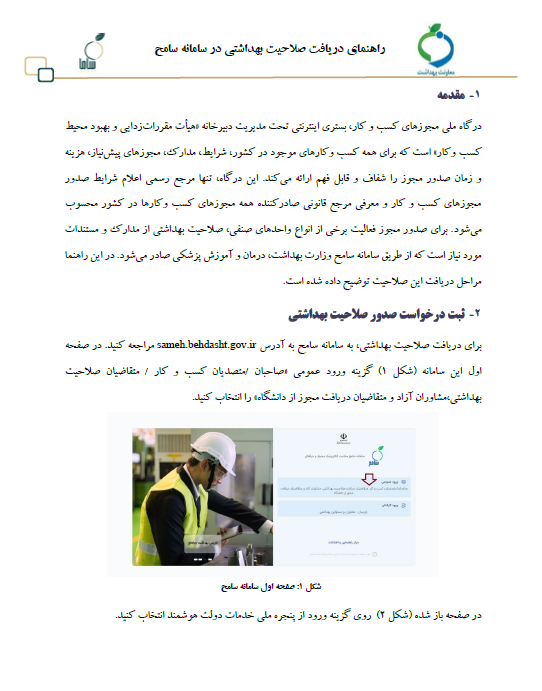 راهنمای دریافت صلاحیت بهداشتی در سامانه سامح
معاونت بهداشت
ساما
۱- مقدمه
درگاه ملی مجوزهای کسب و کار، بستری اینترنتی تحت مدیریت دبیرخانه «هیأت مقررات‌زدایی و بهبود محیط
کسب وکار» است که برای همه کسب وکارهای موجود در کشور، شرایط، مدارک، مجوزهای پیش‌نیاز، هزینه
و زمان صدور مجوز را شفاف و قابل فهم ارائه می‌کند. این درگاه، تنها مرجع رسمی اعلام شرایط صدور
مجوزهای کسب و کار و معرفی مرجع قانونی صادرکننده همه مجوزهای کسب وکارها در کشور محسوب
می‌شود. برای صدور مجوز فعالیت برخی از انواع واحدهای صنفی، صلاحیت بهداشتی از مدارک و مستندات
مورد نیاز است که از طریق سامانه سامح وزارت بهداشت، درمان و آموزش پزشکی صادر می‌شود. در این راهنما
مراحل دریافت این صلاحیت توضیح داده شده است.
۲- ثبت درخواست صدور صلاحیت بهداشتی
برای دریافت صلاحیت بهداشتی، به سامانه سامح به آدرس sameh.behdasht.gov.ir مراجعه کنید. در صفحه
اول این سامانه (شکل ۱) گزینه ورود عمومی «صاحبان /متصدیان کسب و کار / متقاضیان صلاحیت
بهداشتی،مشاوران آزاد و متقاضیان دریافت مجوز از دانشگاه» را انتخاب کنید.
ورود عمومی
شکل ۱: صفحه اول سامانه سامح
در صفحه باز شده (شکل ۲) روی گزینه ورود از پنجره ملی خدمات دولت هوشمند انتخاب کنید.